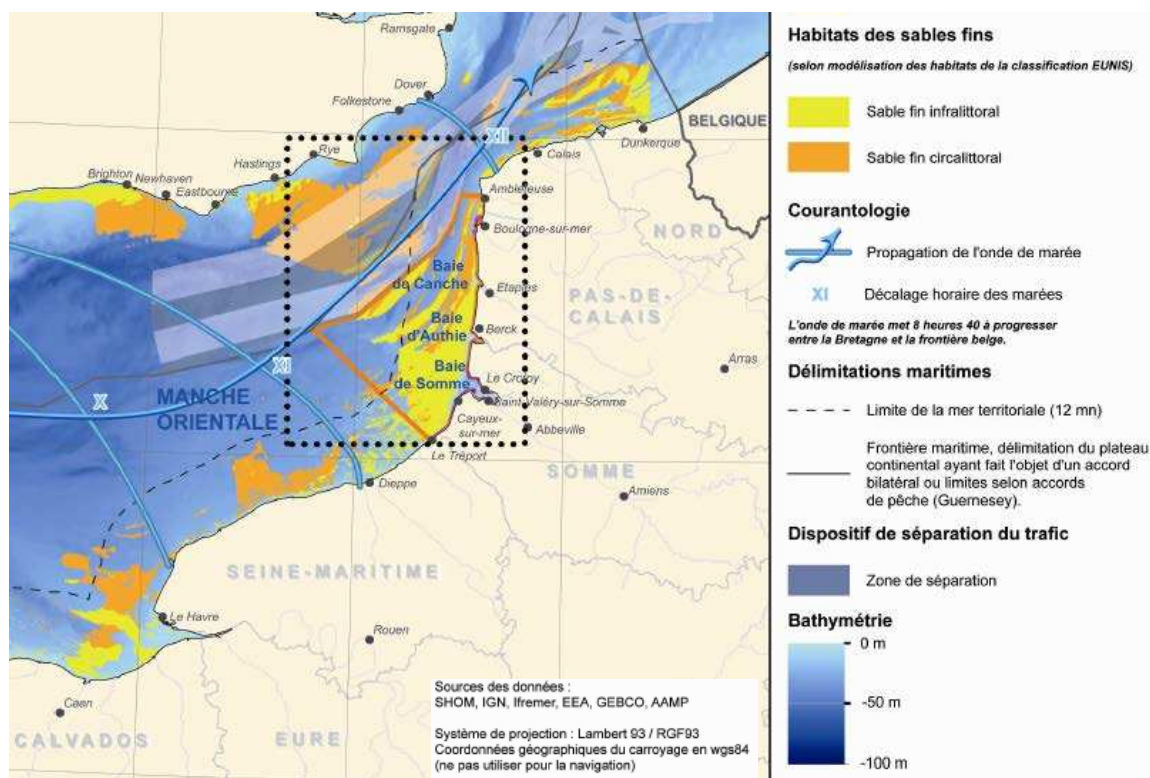 Ramsgate
Dover
Folkestone
BELGIQUE
Dunkerque
XII
Calais
Rye
Hastings
Brighton
Newhaven
Eastbourne
Ambleteuse
Boulogne-sur-mer
NORD
Baie
de Canche
Etaples
PAS-DE-
CALAIS
Baie
d'Authie
Berck
Arras
XI
Baie
de Somme
Le Crotoy
X
MANCHE
ORIENTALE
Saint-Valéry-sur-Somme
Cayeux-
sur-mer
Abbeville
Le Tréport
SOMME
Dieppe
Amiens
SEINE-MARITIME
Le Havre
Rouen
Caen
CALVADOS
EURE
Sources des données :
SHOM, IGN, Ifremer, EEA, GEBCO, AAMP
Système de projection : Lambert 93 / RGF93
Coordonnées géographiques du carroyage en wgs84
(ne pas utiliser pour la navigation)
Habitats des sables fins
(selon modélisation des habitats de la classification EUNIS)
Sable fin infralittoral
Sable fin circalittoral
Courantologie
Propagation de l'onde de marée
XI
Décalage horaire des marées
L'onde de marée met 8 heures 40 à progresser
entre la Bretagne et la frontière belge.
Délimitations maritimes
Limite de la mer territoriale (12 mn)
Frontière maritime, délimitation du plateau
continental ayant fait l'objet d'un accord
bilatéral ou limites selon accords
de pêche (Guernesey).
Dispositif de séparation du trafic
Zone de séparation
Bathymétrie
0 m
-50 m
-100 m